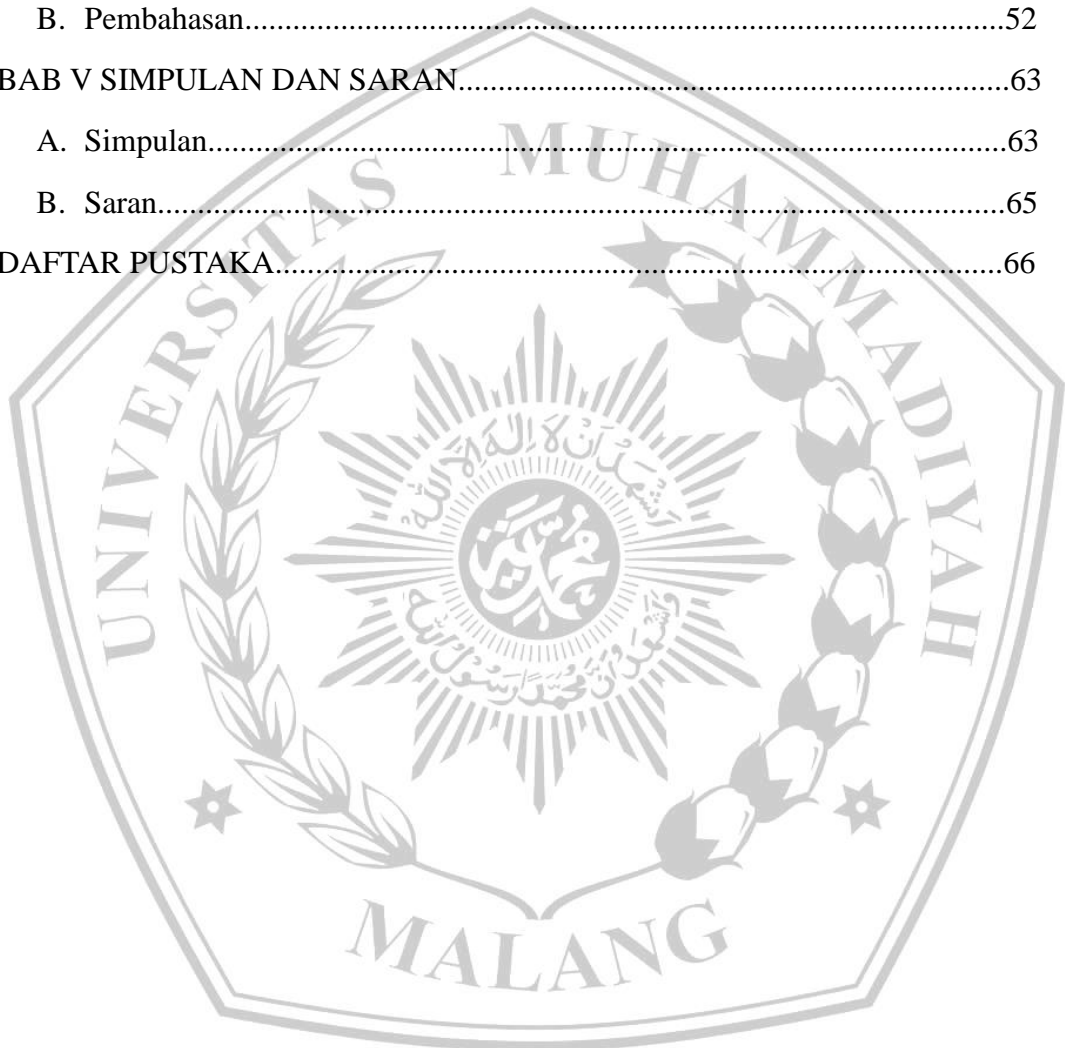 B. Pembahasan...............................................................................................52
BAB V SIMPULAN DAN SARAN.....................................................................63
A. Simpulan....................................................................................................63
B. Saran..........................................................................................................65
DAFTAR PUSTAKA...........................................................................................66
UNIVERSITAS MUHAMMADIYAH
MALANG